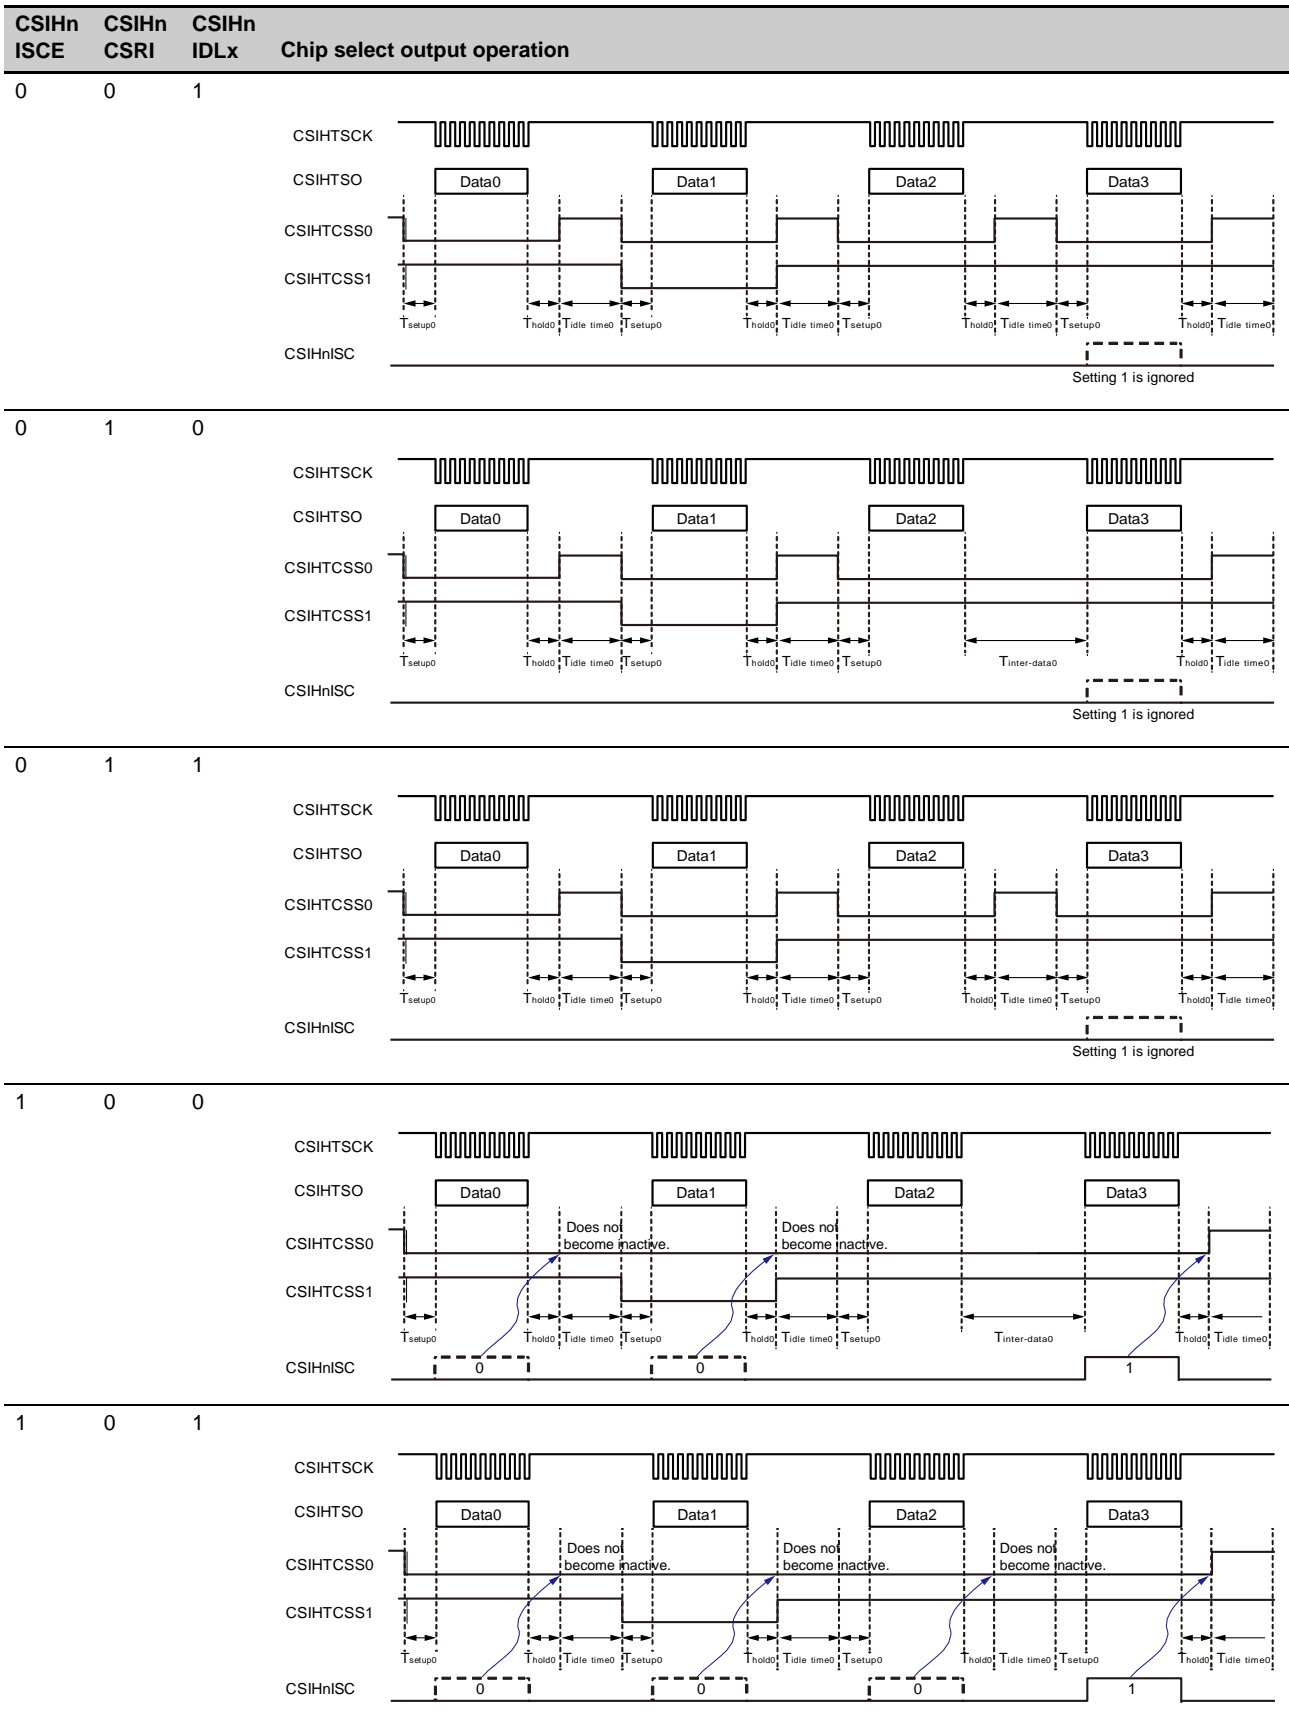 CSIHn CSIHn CSIHn
ISCE CSRI IDLx Chip select output operation
0 0 1
CSIHTSCK
CSIHTSO Data0 Data1 Data2 Data3
CSIHTCSS0
CSIHTCSS1
Tsetup0 Thold0 Tidle time0 Tsetup0 Thold0 Tidle time0 Tsetup0 Thold0 Tidle time0 Tsetup0 Thold0 Tidle time0
CSIHnISC
Setting 1 is ignored
0 1 0
CSIHTSCK
CSIHTSO Data0 Data1 Data2 Data3
CSIHTCSS0
CSIHTCSS1
Tsetup0 Thold0 Tidle time0 Tsetup0 Thold0 Tidle time0 Tsetup0 Tinter-data0 Thold0 Tidle time0
CSIHnISC
Setting 1 is ignored
0 1 1
CSIHTSCK
CSIHTSO Data0 Data1 Data2 Data3
CSIHTCSS0
CSIHTCSS1
Tsetup0 Thold0 Tidle time0 Tsetup0 Thold0 Tidle time0 Tsetup0 Thold0 Tidle time0 Tsetup0 Thold0 Tidle time0
CSIHnISC
Setting 1 is ignored
1 0 0
CSIHTSCK
CSIHTSO Data0 Data1 Data2 Data3
Does not Does not
CSIHTCSS0 become inactive. become inactive.
CSIHTCSS1
Tsetup0 Thold0 Tidle time0 Tsetup0 Thold0 Tidle time0 Tsetup0 Tinter-data0 Thold0 Tidle time0
CSIHnISC 0 0 1
1 0 1
CSIHTSCK
CSIHTSO Data0 Data1 Data2 Data3
Does not Does not Does not
CSIHTCSS0 become inactive. become inactive. become inactive.
CSIHTCSS1
Tsetup0 Thold0 Tidle time0 Tsetup0 Thold0 Tidle time0 Tsetup0 Thold0 Tidle time0 Tsetup0 Thold0 Tidle time0
CSIHnISC 0 0 0 1